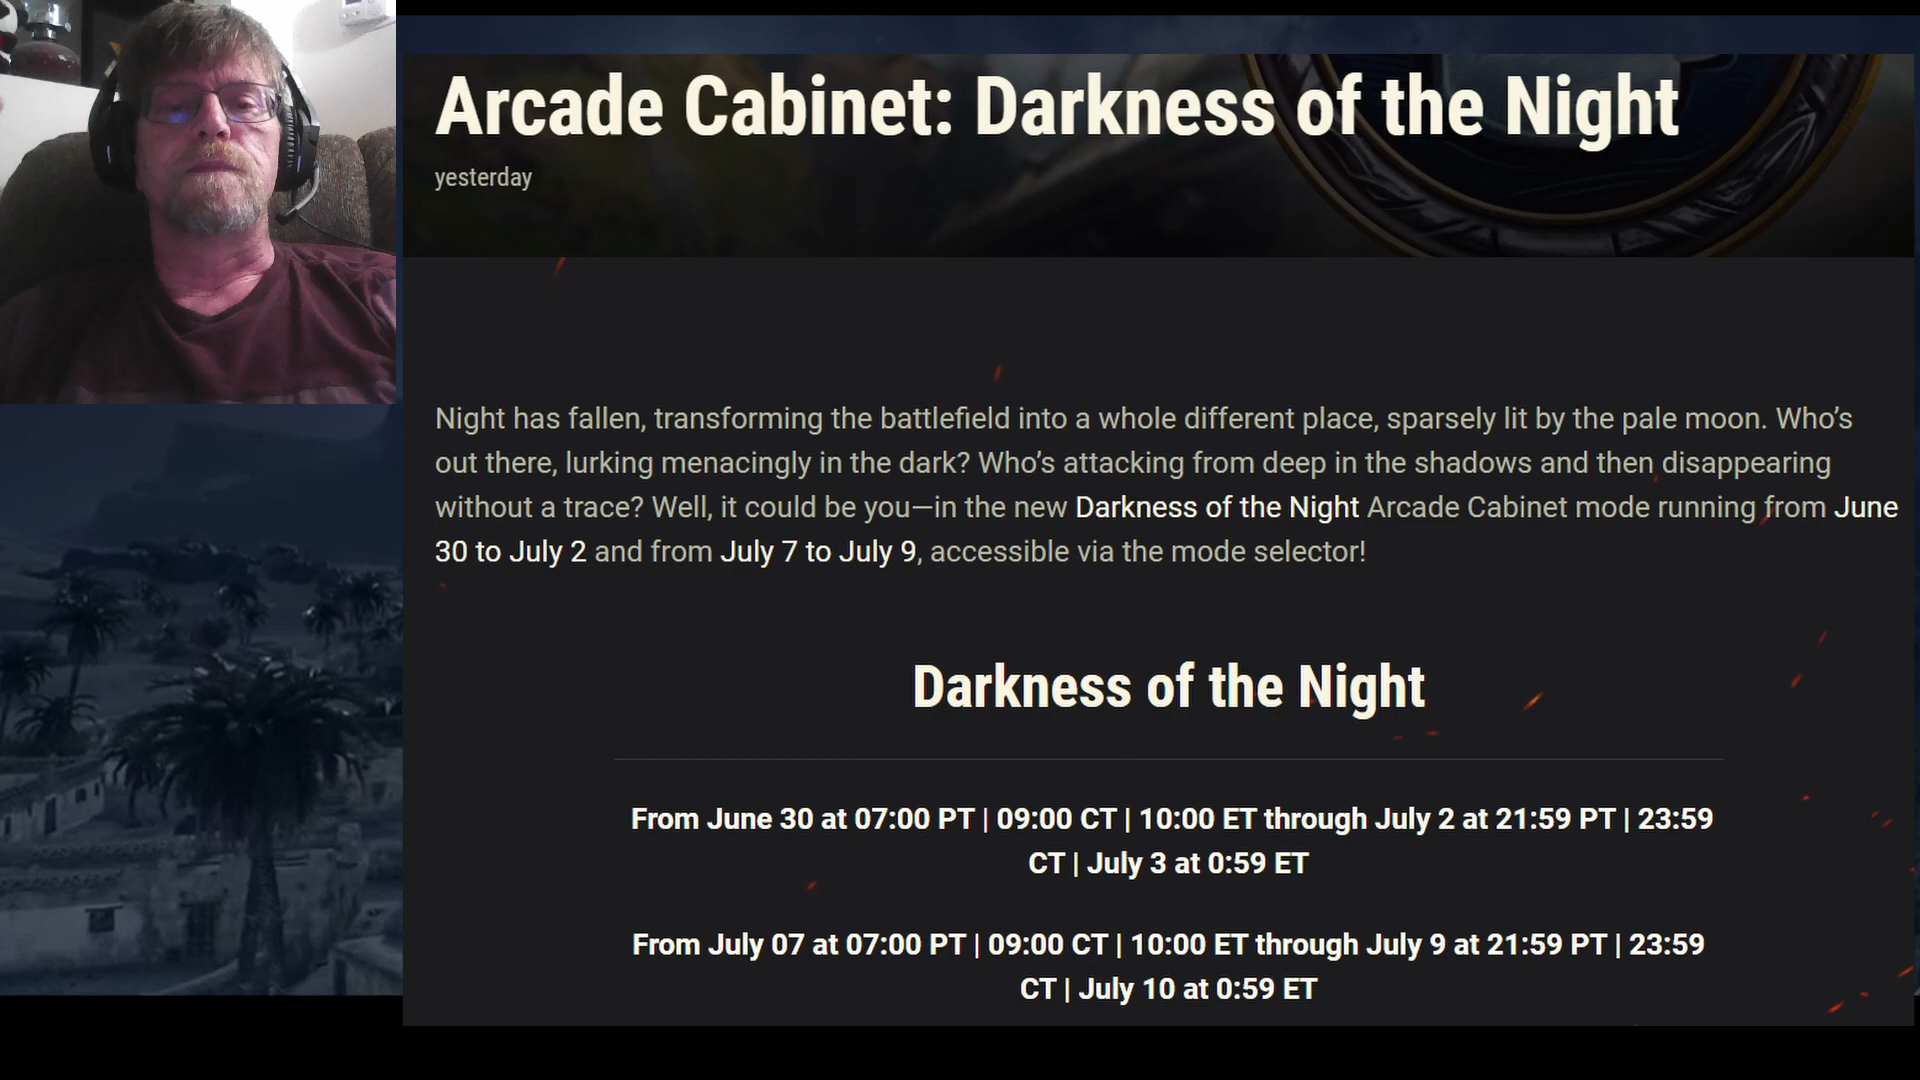 Arcade Cabinet: Darkness of the Night
yesterday
Night has fallen, transforming the battlefield into a whole different place, sparsely lit by the pale moon. Who’s
out there, lurking menacingly in the dark? Who’s attacking from deep in the shadows and then disappearing
without a trace? Well, it could be you—in the new Darkness of the Night Arcade Cabinet mode running from June
30 to July 2 and from July 7 to July 9, accessible via the mode selector!
Darkness of the Night
From June 30 at 07:00 PT | 09:00 CT | 10:00 ET through July 2 at 21:59 PT | 23:59
CT | July 3 at 0:59 ET
From July 07 at 07:00 PT | 09:00 CT | 10:00 ET through July 9 at 21:59 PT | 23:59
CT | July 10 at 0:59 ET